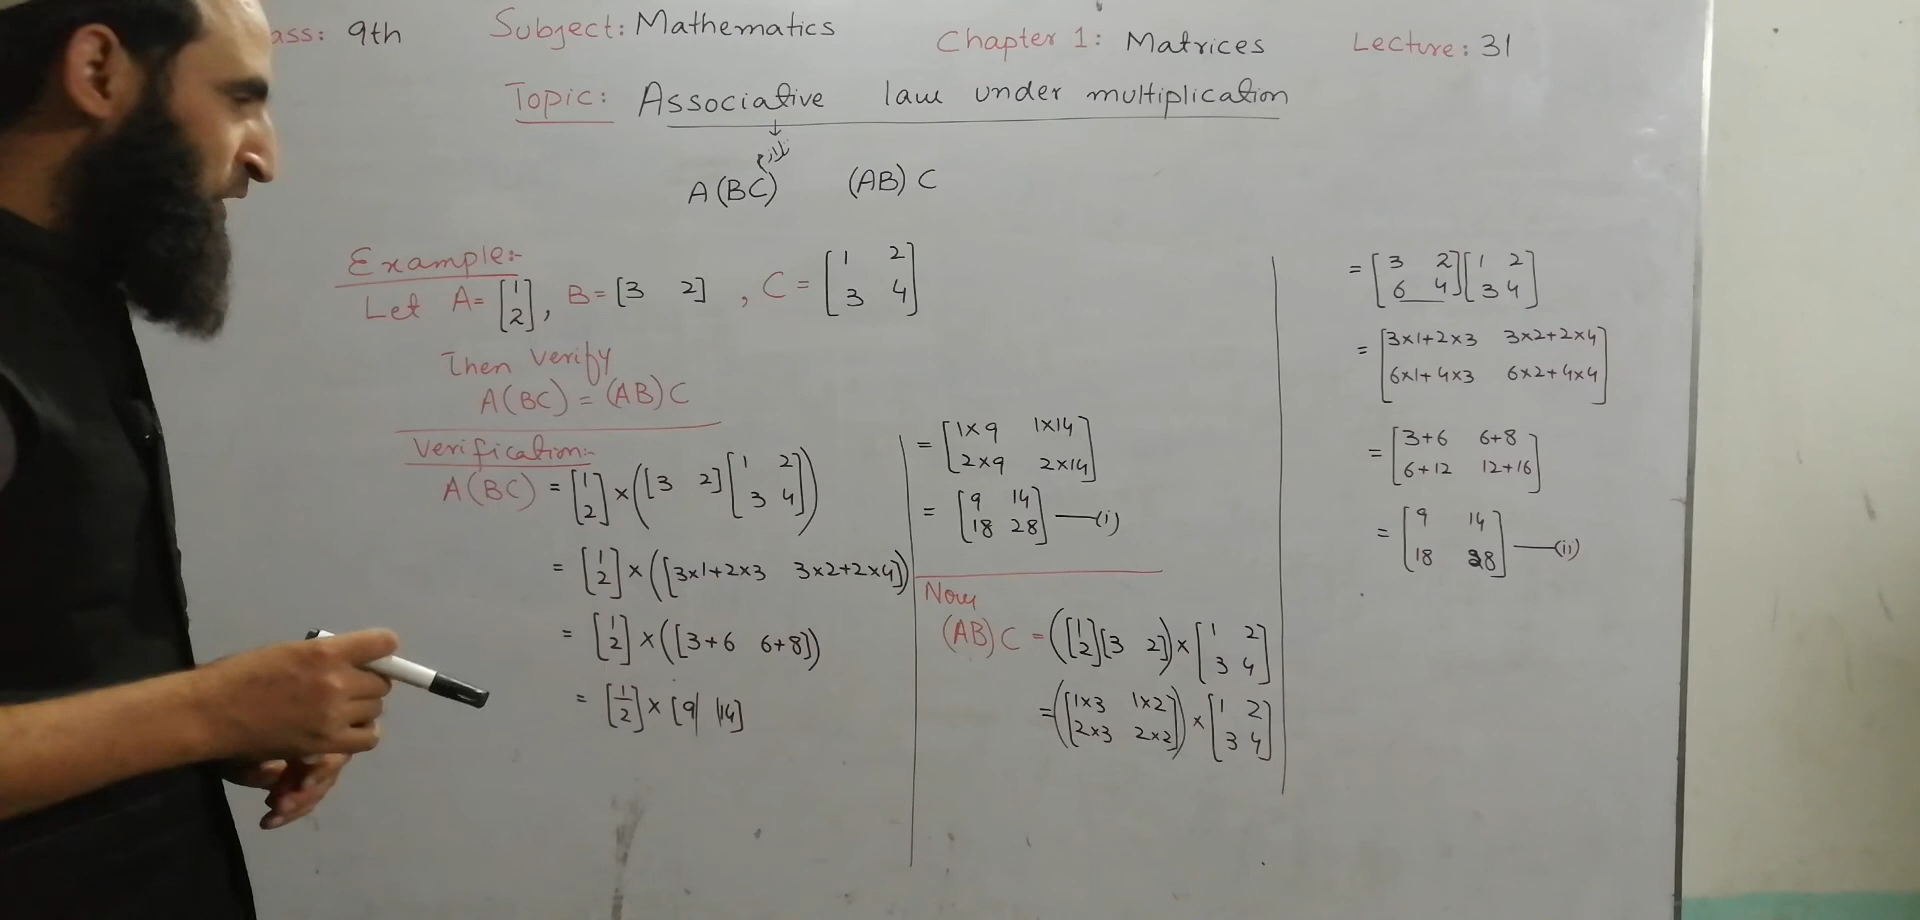 ass: 9th Subject: Mathematics Chapter 1: Matrices Lecture: 31
Topic: Associative law under multiplication
↓
تلازم
A(BC) (AB)C
Example:-
Let A= [1 2], B=[3 2], C= [1 2
3 4]
Then verify
A(BC) = (AB)C
Verification:-
A(BC) = [1 2] × ([3 2][1 2
3 4])
= [1 2] × ([3×1+2×3 3×2+2×4])
= [1 2] × ([3+6 6+8])
= [1 2] × [9 14]
= [1×9 1×14
2×9 2×14]
= [9 14
18 28] —(i)
Now
(AB)C = ([1 2][3 2]) × [1 2
3 4]
= ([1×3 1×2
2×3 2×2]) × [1 2
3 4]
= [3 2
6 4][1 2
3 4]
= [3×1+2×3 3×2+2×4
6×1+4×3 6×2+4×4]
= [3+6 6+8
6+12 12+16]
= [9 14
18 28] —(ii)